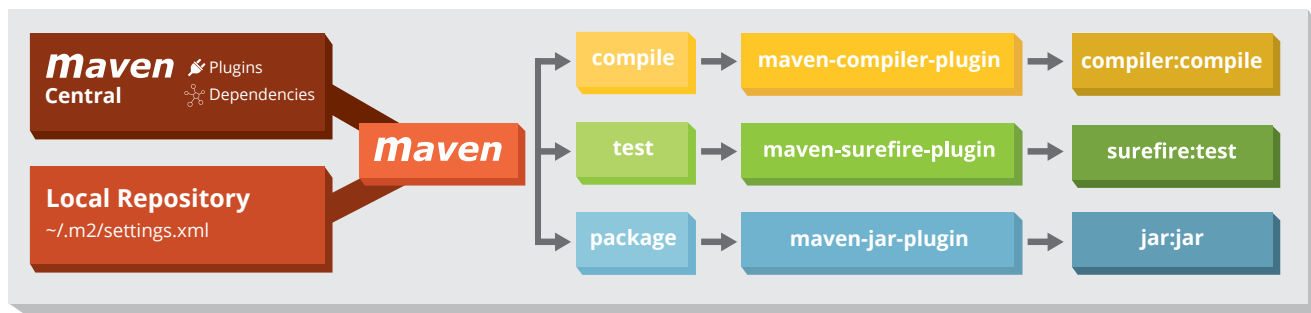 maven
Central
Plugins
Dependencies
Local Repository
~/.m2/settings.xml
maven
compile
maven-compiler-plugin
compiler:compile
test
maven-surefire-plugin
surefire:test
package
maven-jar-plugin
jar:jar